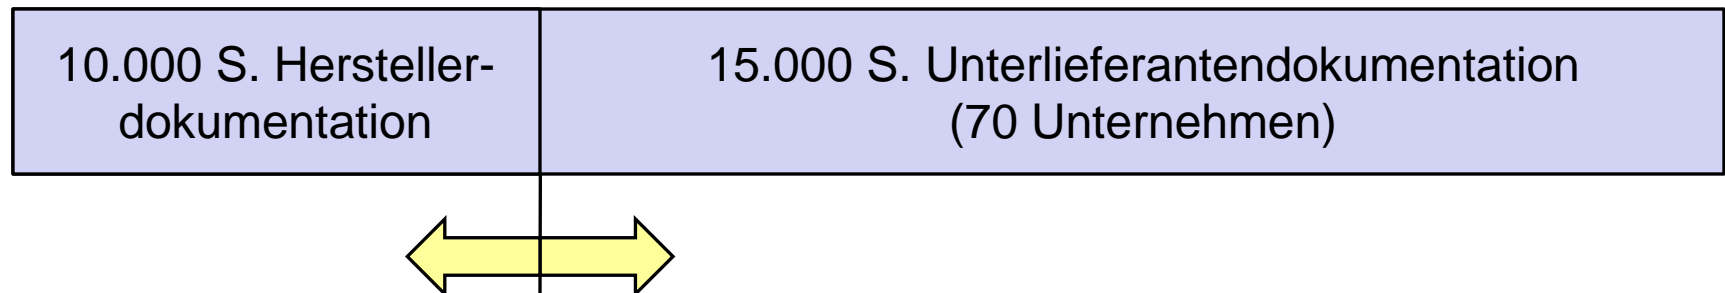 10.000 S. Hersteller-
dokumentation
15.000 S. Unterlieferantendokumentation
(70 Unternehmen)